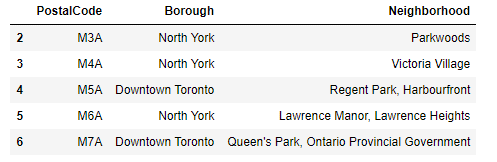 PostalCode Borough Neighborhood
2 M3A North York Parkwoods
3 M4A North York Victoria Village
4 M5A Downtown Toronto Regent Park, Harbourfront
5 M6A North York Lawrence Manor, Lawrence Heights
6 M7A Downtown Toronto Queen's Park, Ontario Provincial Government